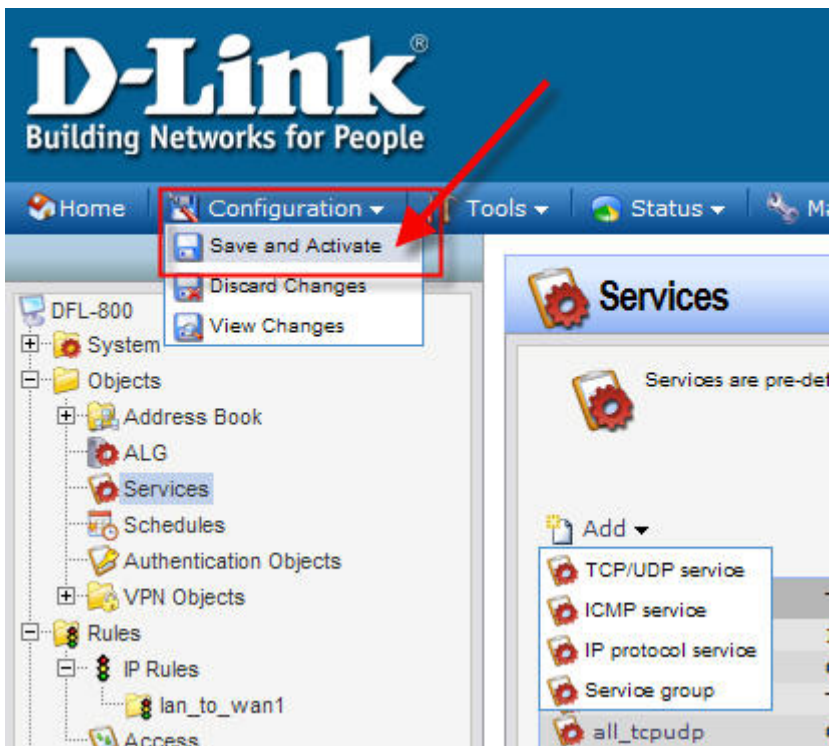 D-Link®
Building Networks for People
Home Configuration Tools Status
Save and Activate
Discard Changes
View Changes
DFL-800
System
Objects
Address Book
ALG
Services
Schedules
Authentication Objects
VPN Objects
Rules
IP Rules
lan_to_wan1
Access
Services
Services are
Add
TCP/UDP service
ICMP service
IP protocol service
Service group
all_tcpudp